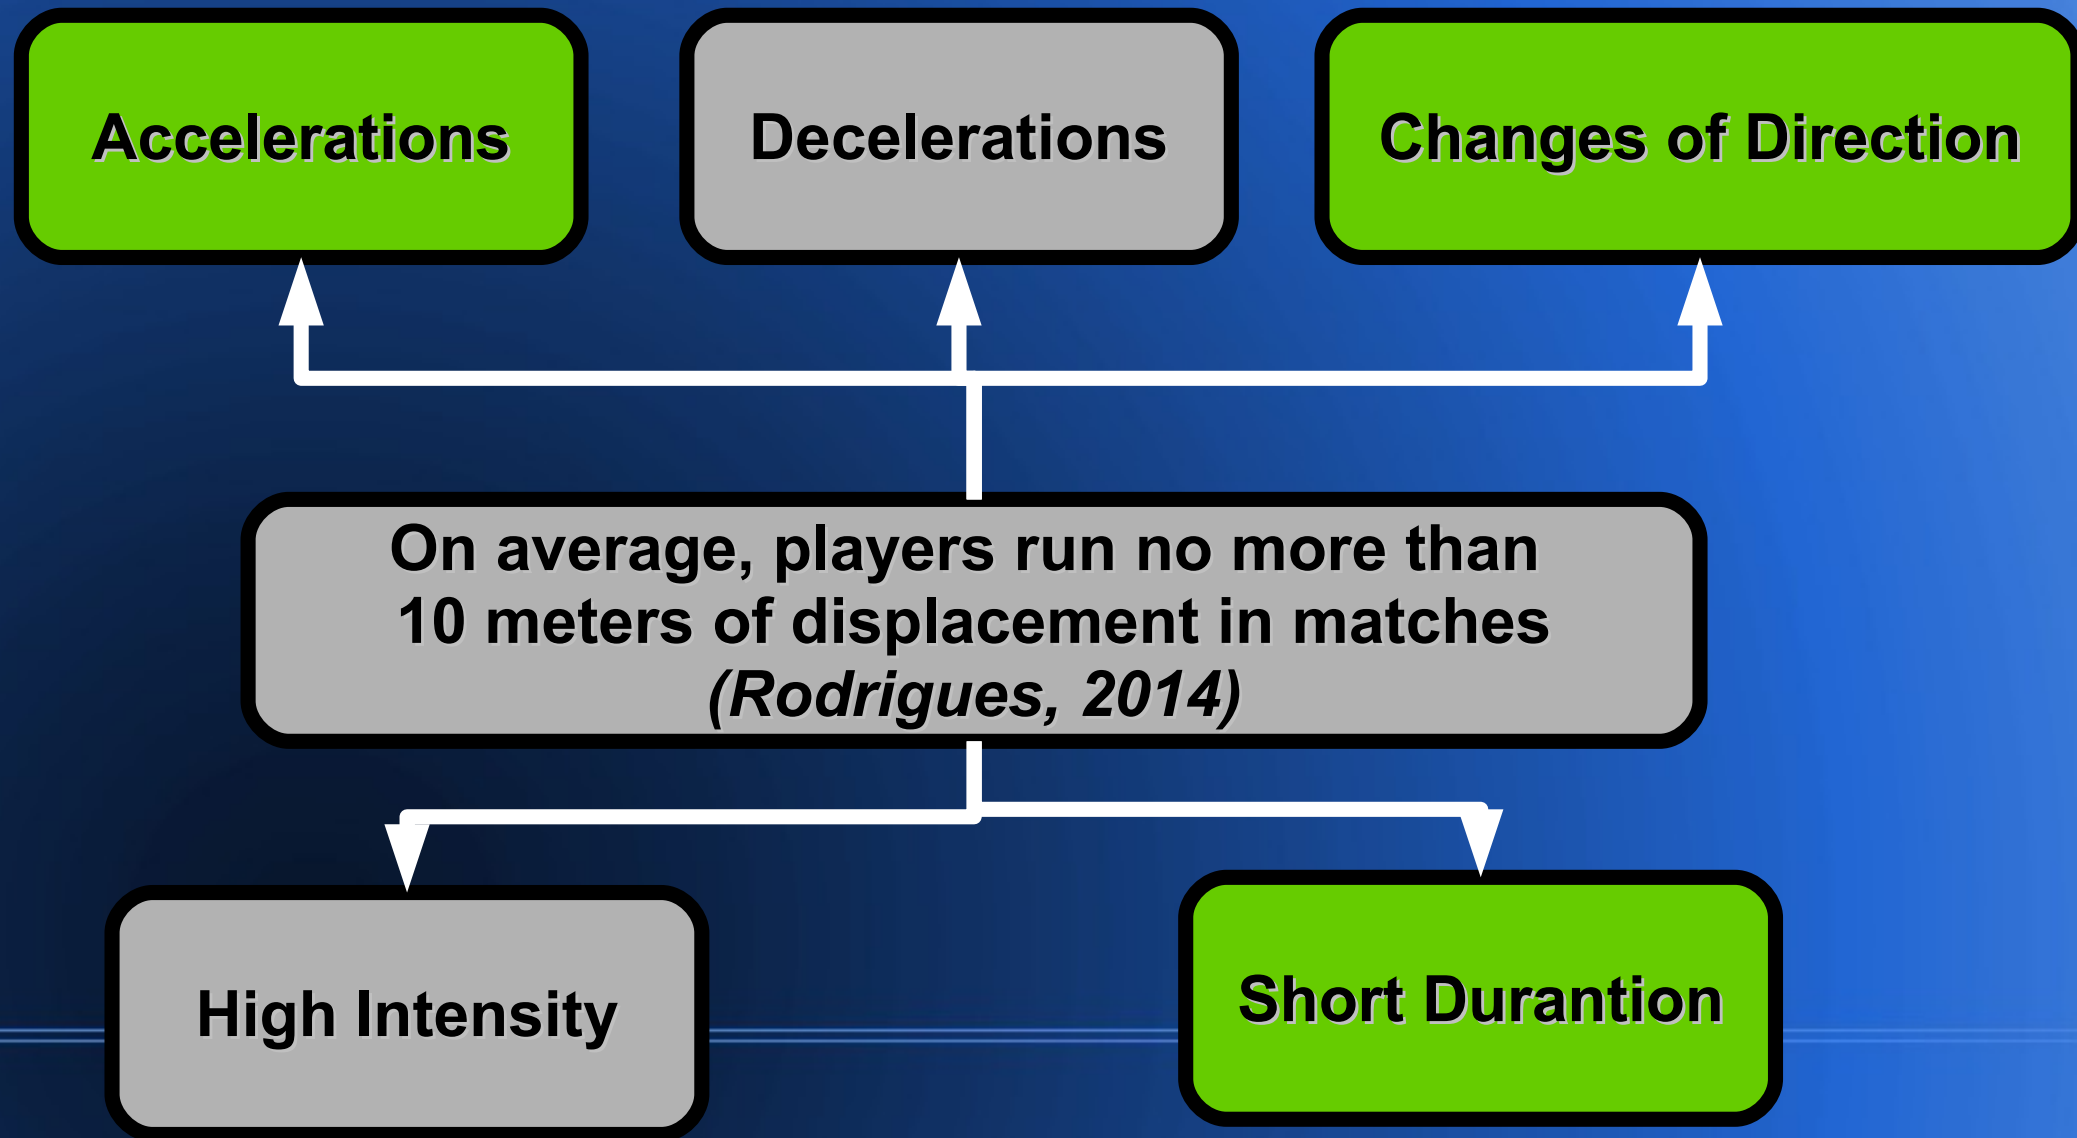 Accelerations
Decelerations
Changes of Direction
On average, players run no more than
10 meters of displacement in matches
(Rodrigues, 2014)
High Intensity
Short Durantion